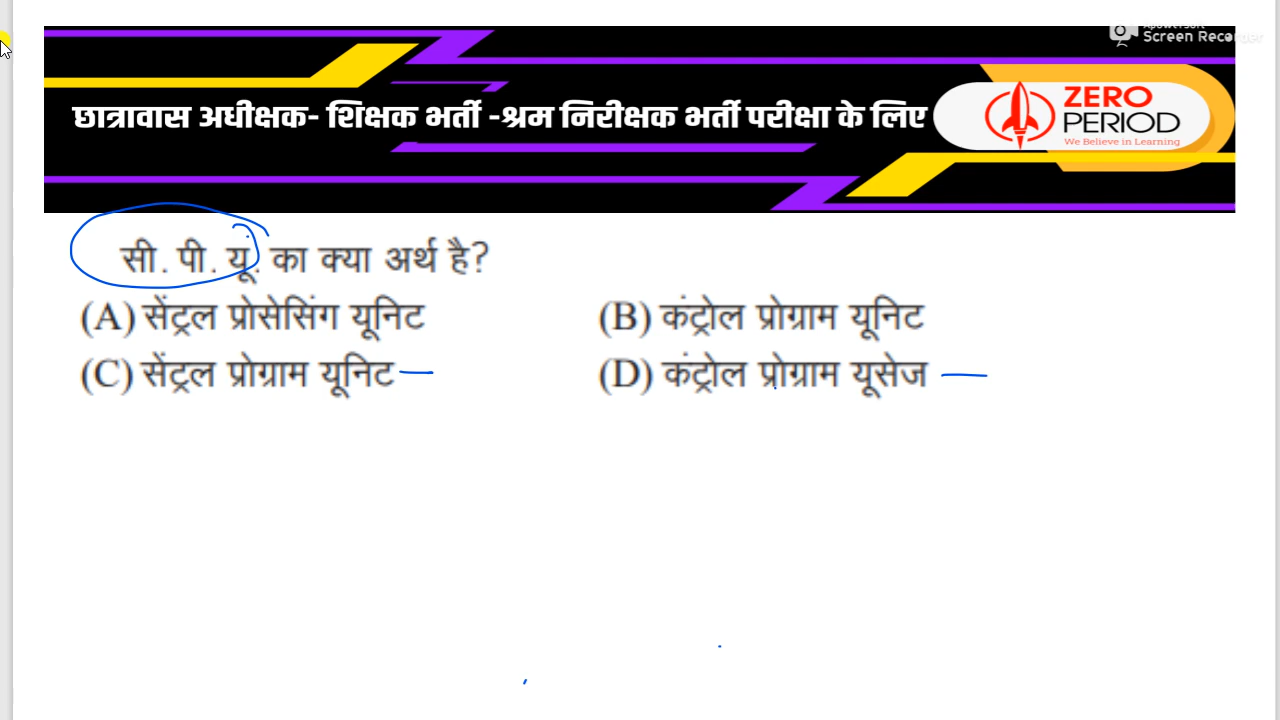 Apowersoft
Screen Recorder
छात्रावास अधीक्षक- शिक्षक भर्ती -श्रम निरीक्षक भर्ती परीक्षा के लिए
ZERO
PERIOD
We Believe in Learning
सी. पी. यू. का क्या अर्थ है?
(A) सेंट्रल प्रोसेसिंग यूनिट
(B) कंट्रोल प्रोग्राम यूनिट
(C) सेंट्रल प्रोग्राम यूनिट
(D) कंट्रोल प्रोग्राम यूसेज